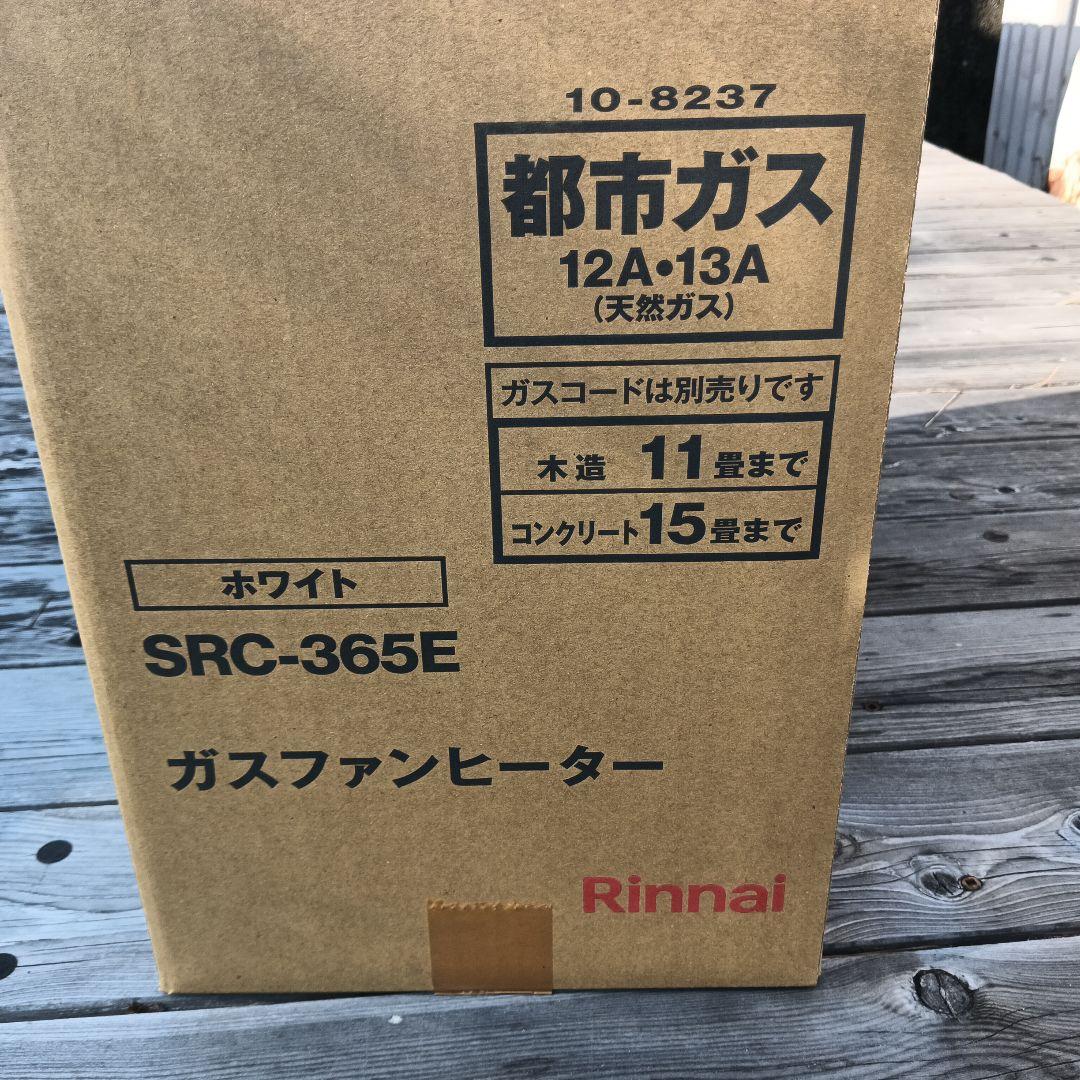 10-8237
都市ガス
12A・13A
(天然ガス)
ガスコードは別売りです
木造 11畳まで
コンクリート15畳まで
ホワイト
SRC-365E
ガスファンヒーター
Rinnai